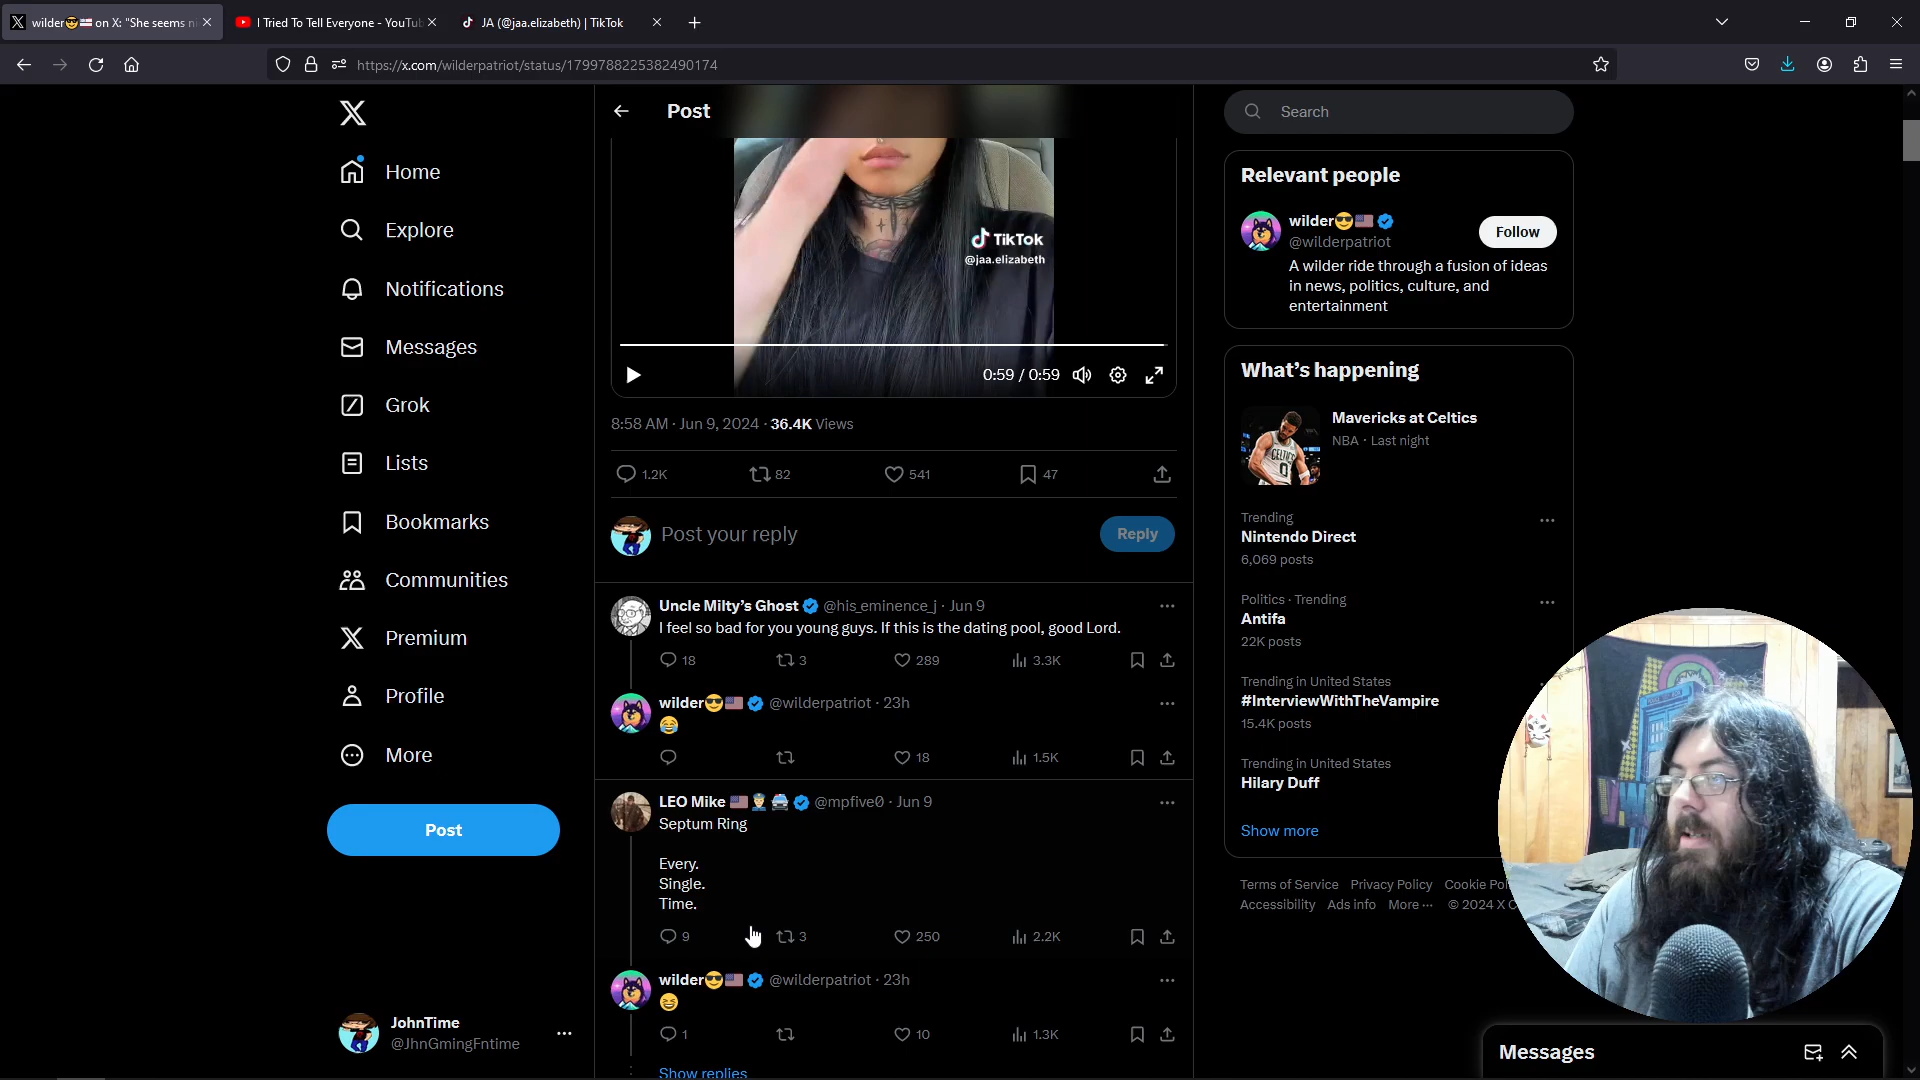 wilder😎🇺🇸 on X: "She seems ni
I Tried To Tell Everyone - YouTub
JA (@jaa.elizabeth) | TikTok
https://x.com/wilderpatriot/status/1799788225382490174
Home
Explore
Notifications
Messages
Grok
Lists
Bookmarks
Communities
Premium
Profile
More
Post
JohnTime
@JhnGmingFntime
Post
TikTok
@jaa.elizabeth
0:59 / 0:59
8:58 AM · Jun 9, 2024 · 36.4K Views
1.2K 82 541 47
Post your reply
Reply
Uncle Milty's Ghost @his_eminence_j · Jun 9
I feel so bad for you young guys. If this is the dating pool, good Lord.
18 3 289 3.3K
wilder😎🇺🇸 @wilderpatriot · 23h
😂
18 1.5K
LEO Mike 🇺🇸👮🏼🚔 @mpfive0 · Jun 9
Septum Ring
Every.
Single.
Time.
9 3 250 2.2K
wilder😎🇺🇸 @wilderpatriot · 23h
😆
1 10 1.3K
Show replies
Search
Relevant people
wilder😎🇺🇸
@wilderpatriot
Follow
A wilder ride through a fusion of ideas
in news, politics, culture, and
entertainment
What's happening
Mavericks at Celtics
NBA · Last night
Trending
Nintendo Direct
6,069 posts
Politics · Trending
Antifa
22K posts
Trending in United States
#InterviewWithTheVampire
15.4K posts
Trending in United States
Hilary Duff
Show more
Terms of Service Privacy Policy Cookie Pol
Accessibility Ads info More ··· © 2024 X C
Messages